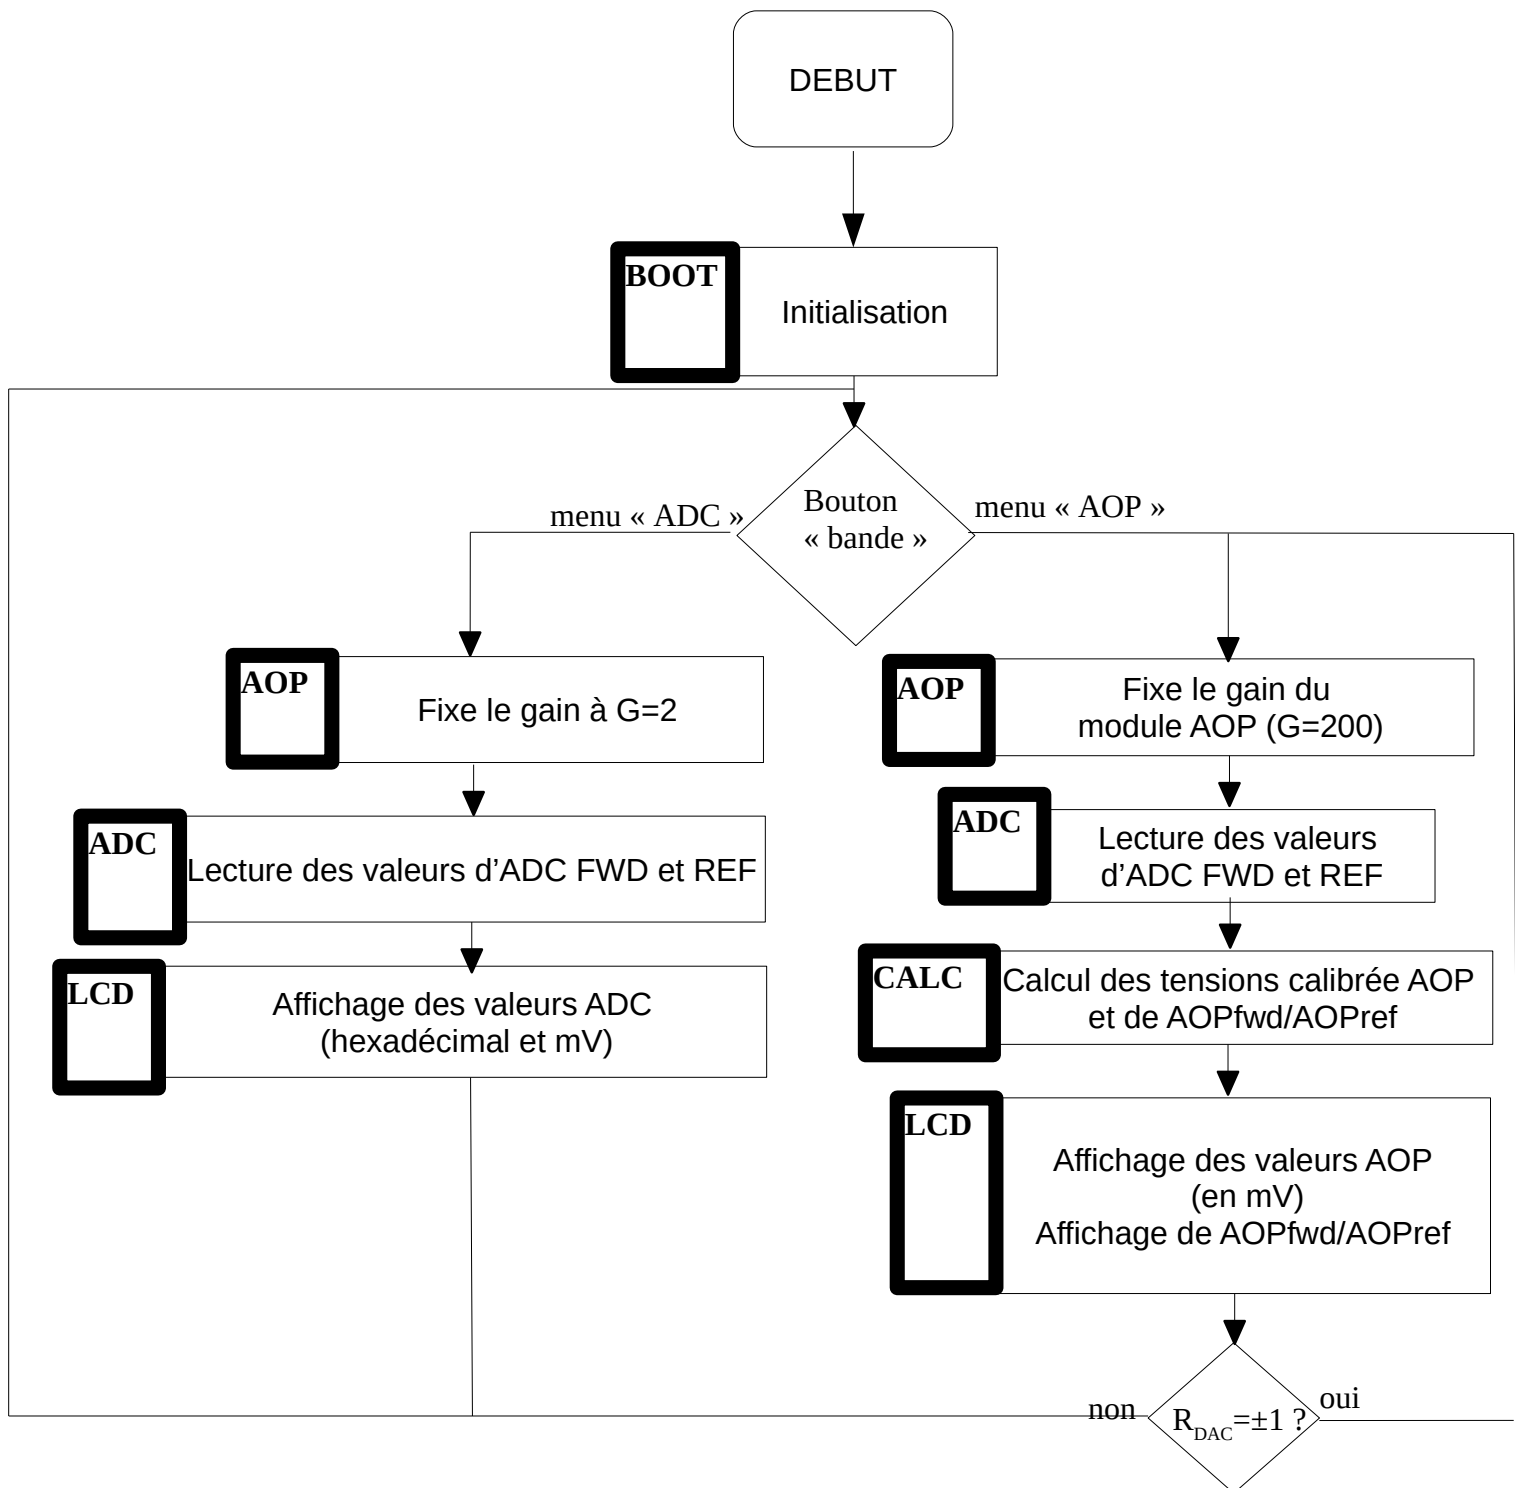 DEBUT
BOOT
Initialisation
menu « ADC »
Bouton
« bande »
menu « AOP »
AOP
Fixe le gain à G=2
ADC
Lecture des valeurs d’ADC FWD et REF
LCD
Affichage des valeurs ADC
(hexadécimal et mV)
AOP
Fixe le gain du
module AOP (G=200)
ADC
Lecture des valeurs
d’ADC FWD et REF
CALC
Calcul des tensions calibrée AOP
et de AOPfwd/AOPref
LCD
Affichage des valeurs AOP
(en mV)
Affichage de AOPfwd/AOPref
non
RDAC=±1 ?
oui